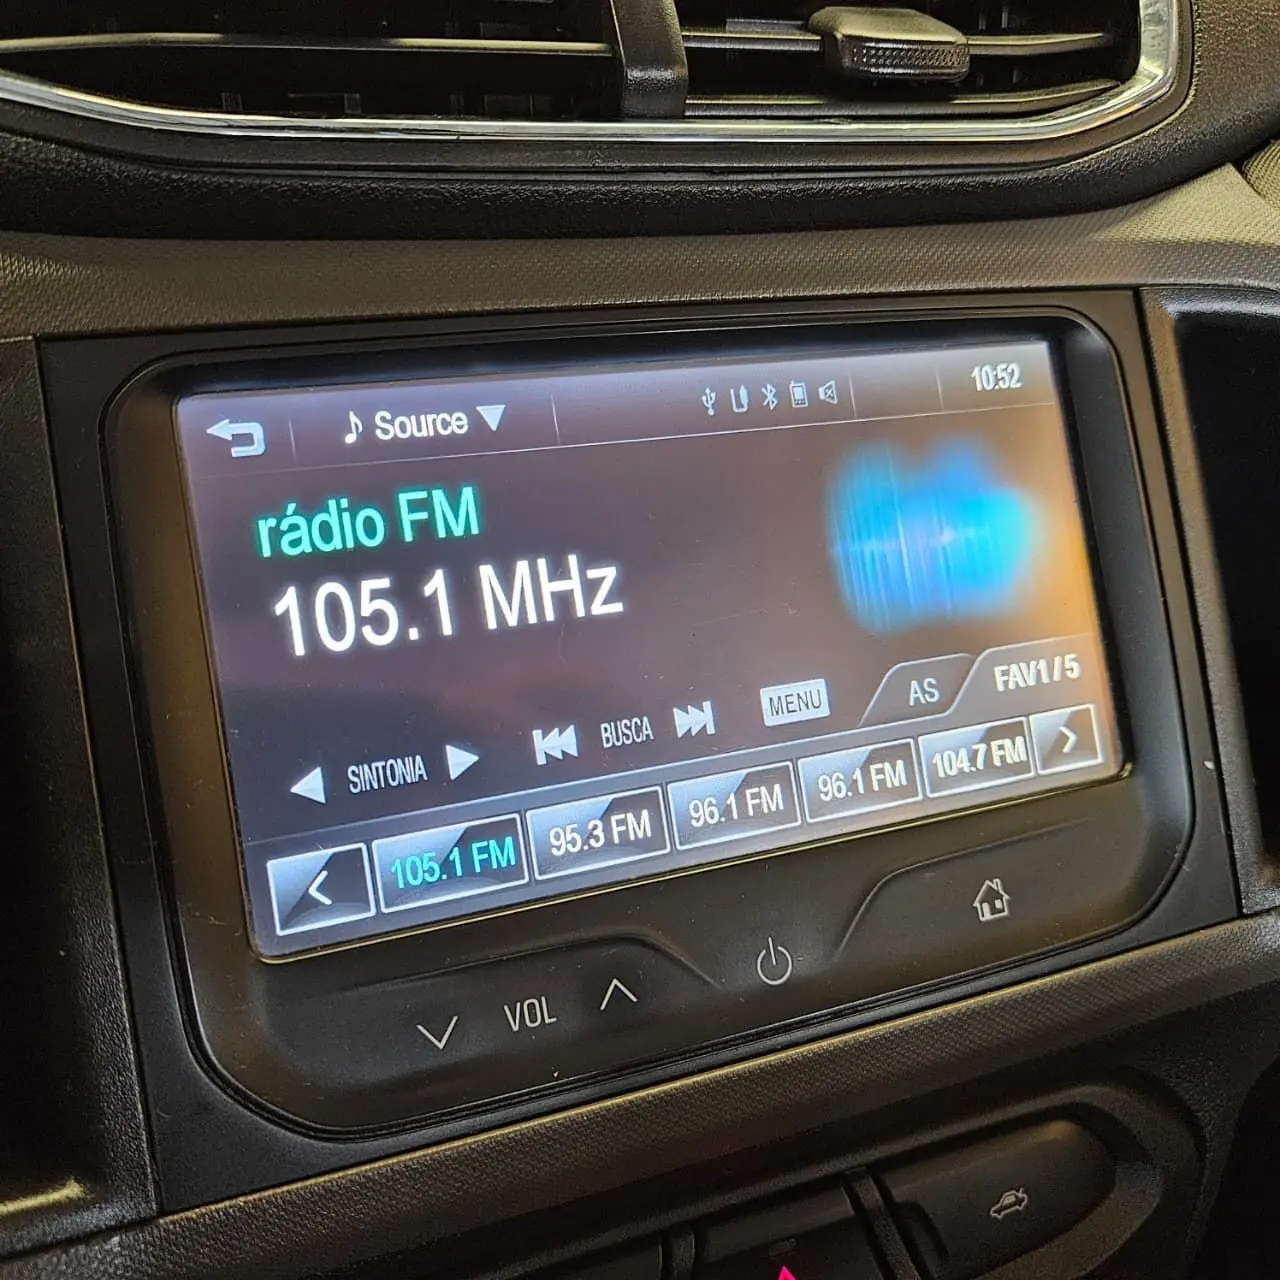 Source 10:52
rádio FM
105.1 MHz
SINTONIA BUSCA MENU AS FAV1/5
< 105.1 FM 95.3 FM 96.1 FM 96.1 FM 104.7 FM >
VOL